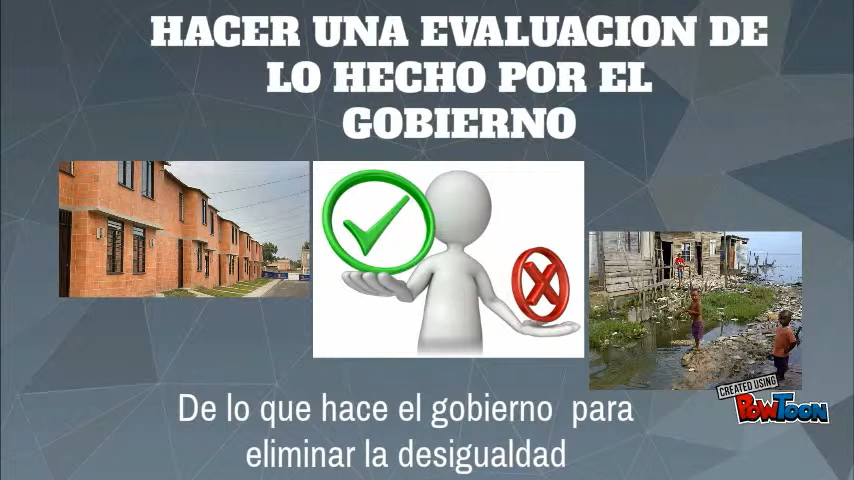 HACER UNA EVALUACION DE
LO HECHO POR EL
GOBIERNO
De lo que hace el gobierno para
eliminar la desigualdad
CREATED USING
POWTOON